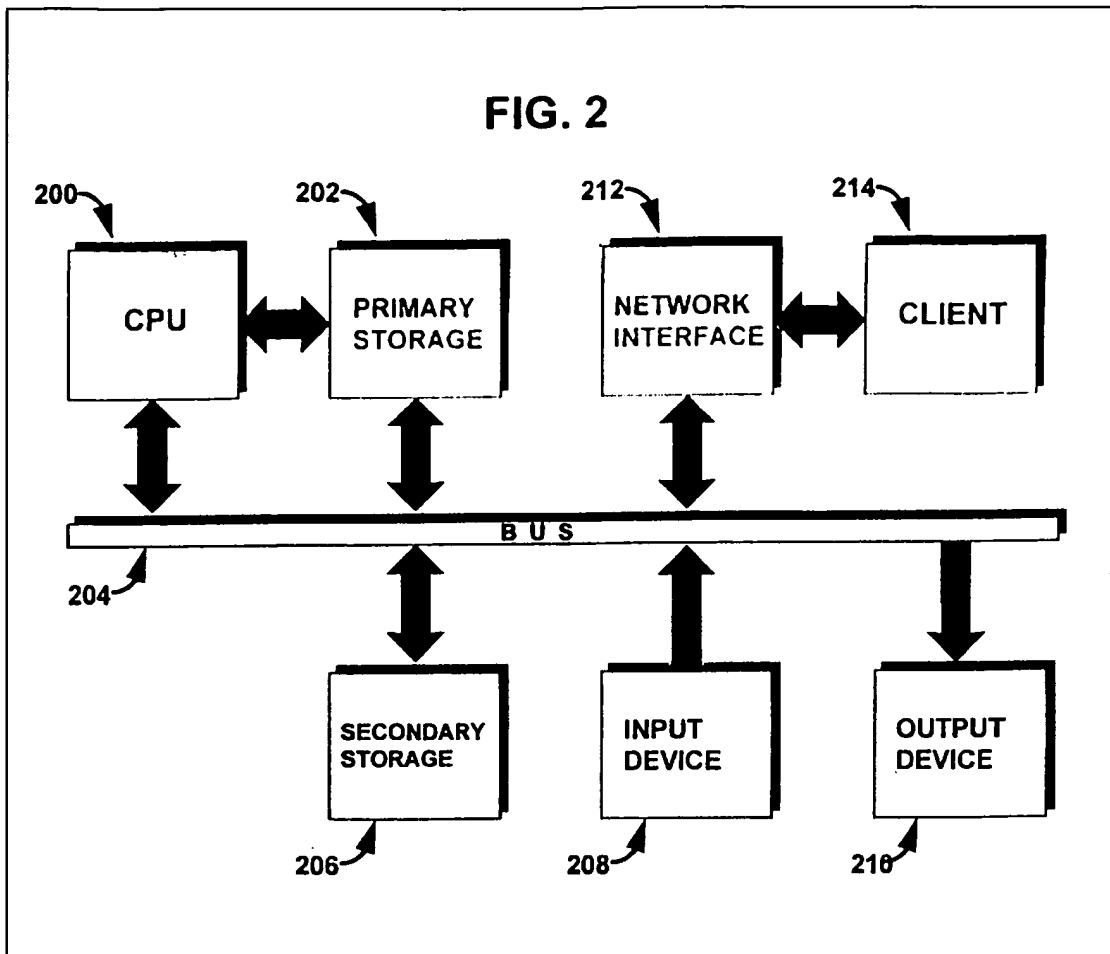 FIG. 2
200
202
212
214
CPU
PRIMARY
STORAGE
NETWORK
INTERFACE
CLIENT
BUS
204
SECONDARY
STORAGE
INPUT
DEVICE
OUTPUT
DEVICE
206
208
210